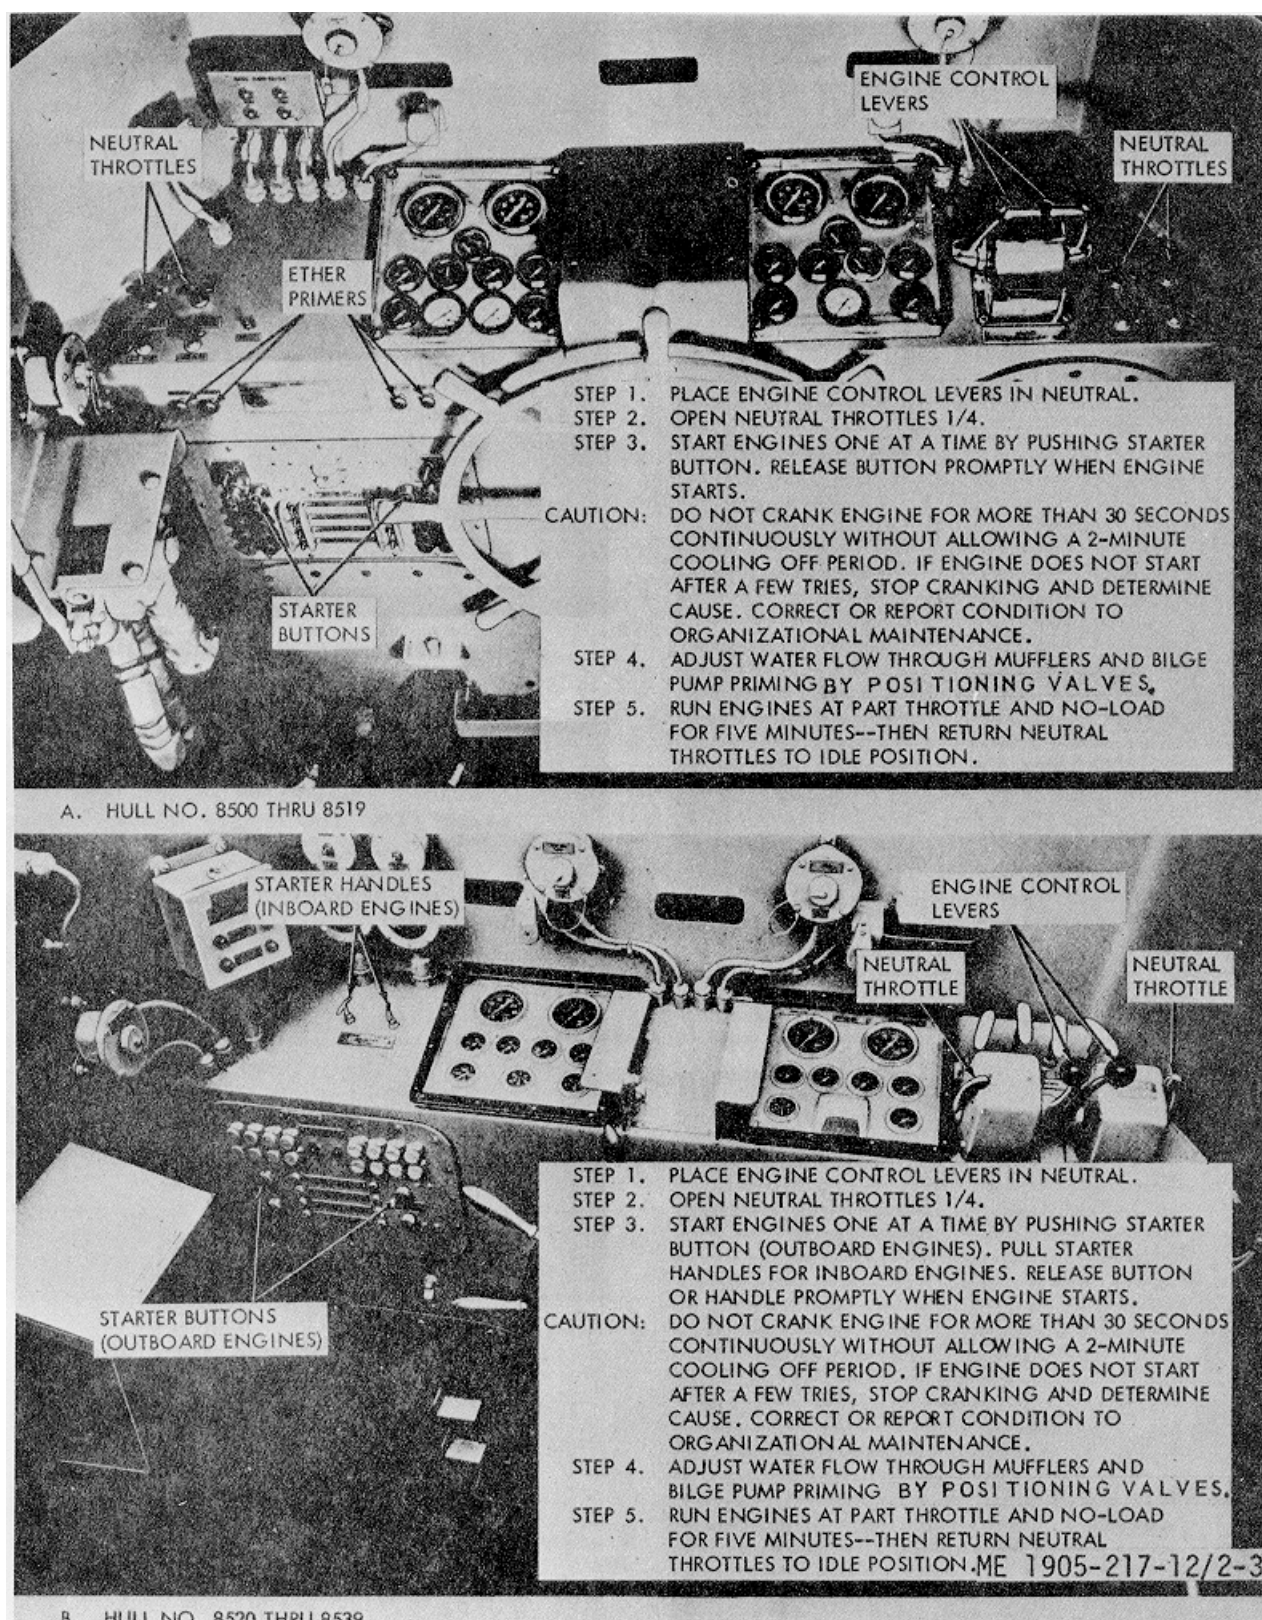 ENGINE CONTROL
LEVERS
NEUTRAL
THROTTLES
NEUTRAL
THROTTLES
ETHER
PRIMERS
STARTER
BUTTONS
STEP 1. PLACE ENGINE CONTROL LEVERS IN NEUTRAL.
STEP 2. OPEN NEUTRAL THROTTLES 1/4.
STEP 3. START ENGINES ONE AT A TIME BY PUSHING STARTER
BUTTON. RELEASE BUTTON PROMPTLY WHEN ENGINE
STARTS.
CAUTION: DO NOT CRANK ENGINE FOR MORE THAN 30 SECONDS
CONTINUOUSLY WITHOUT ALLOWING A 2-MINUTE
COOLING OFF PERIOD. IF ENGINE DOES NOT START
AFTER A FEW TRIES, STOP CRANKING AND DETERMINE
CAUSE. CORRECT OR REPORT CONDITION TO
ORGANIZATIONAL MAINTENANCE.
STEP 4. ADJUST WATER FLOW THROUGH MUFFLERS AND BILGE
PUMP PRIMING BY POSITIONING VALVES.
STEP 5. RUN ENGINES AT PART THROTTLE AND NO-LOAD
FOR FIVE MINUTES--THEN RETURN NEUTRAL
THROTTLES TO IDLE POSITION.
A. HULL NO. 8500 THRU 8519
STARTER HANDLES
(INBOARD ENGINES)
ENGINE CONTROL
LEVERS
NEUTRAL
THROTTLE
NEUTRAL
THROTTLE
STARTER BUTTONS
(OUTBOARD ENGINES)
STEP 1. PLACE ENGINE CONTROL LEVERS IN NEUTRAL.
STEP 2. OPEN NEUTRAL THROTTLES 1/4.
STEP 3. START ENGINES ONE AT A TIME BY PUSHING STARTER
BUTTON (OUTBOARD ENGINES). PULL STARTER
HANDLES FOR INBOARD ENGINES. RELEASE BUTTON
OR HANDLE PROMPTLY WHEN ENGINE STARTS.
CAUTION: DO NOT CRANK ENGINE FOR MORE THAN 30 SECONDS
CONTINUOUSLY WITHOUT ALLOWING A 2-MINUTE
COOLING OFF PERIOD. IF ENGINE DOES NOT START
AFTER A FEW TRIES, STOP CRANKING AND DETERMINE
CAUSE. CORRECT OR REPORT CONDITION TO
ORGANIZATIONAL MAINTENANCE.
STEP 4. ADJUST WATER FLOW THROUGH MUFFLERS AND
BILGE PUMP PRIMING BY POSITIONING VALVES.
STEP 5. RUN ENGINES AT PART THROTTLE AND NO-LOAD
FOR FIVE MINUTES--THEN RETURN NEUTRAL
THROTTLES TO IDLE POSITION. ME 1905-217-12/2-3
B. HULL NO. 8520 THRU 8539